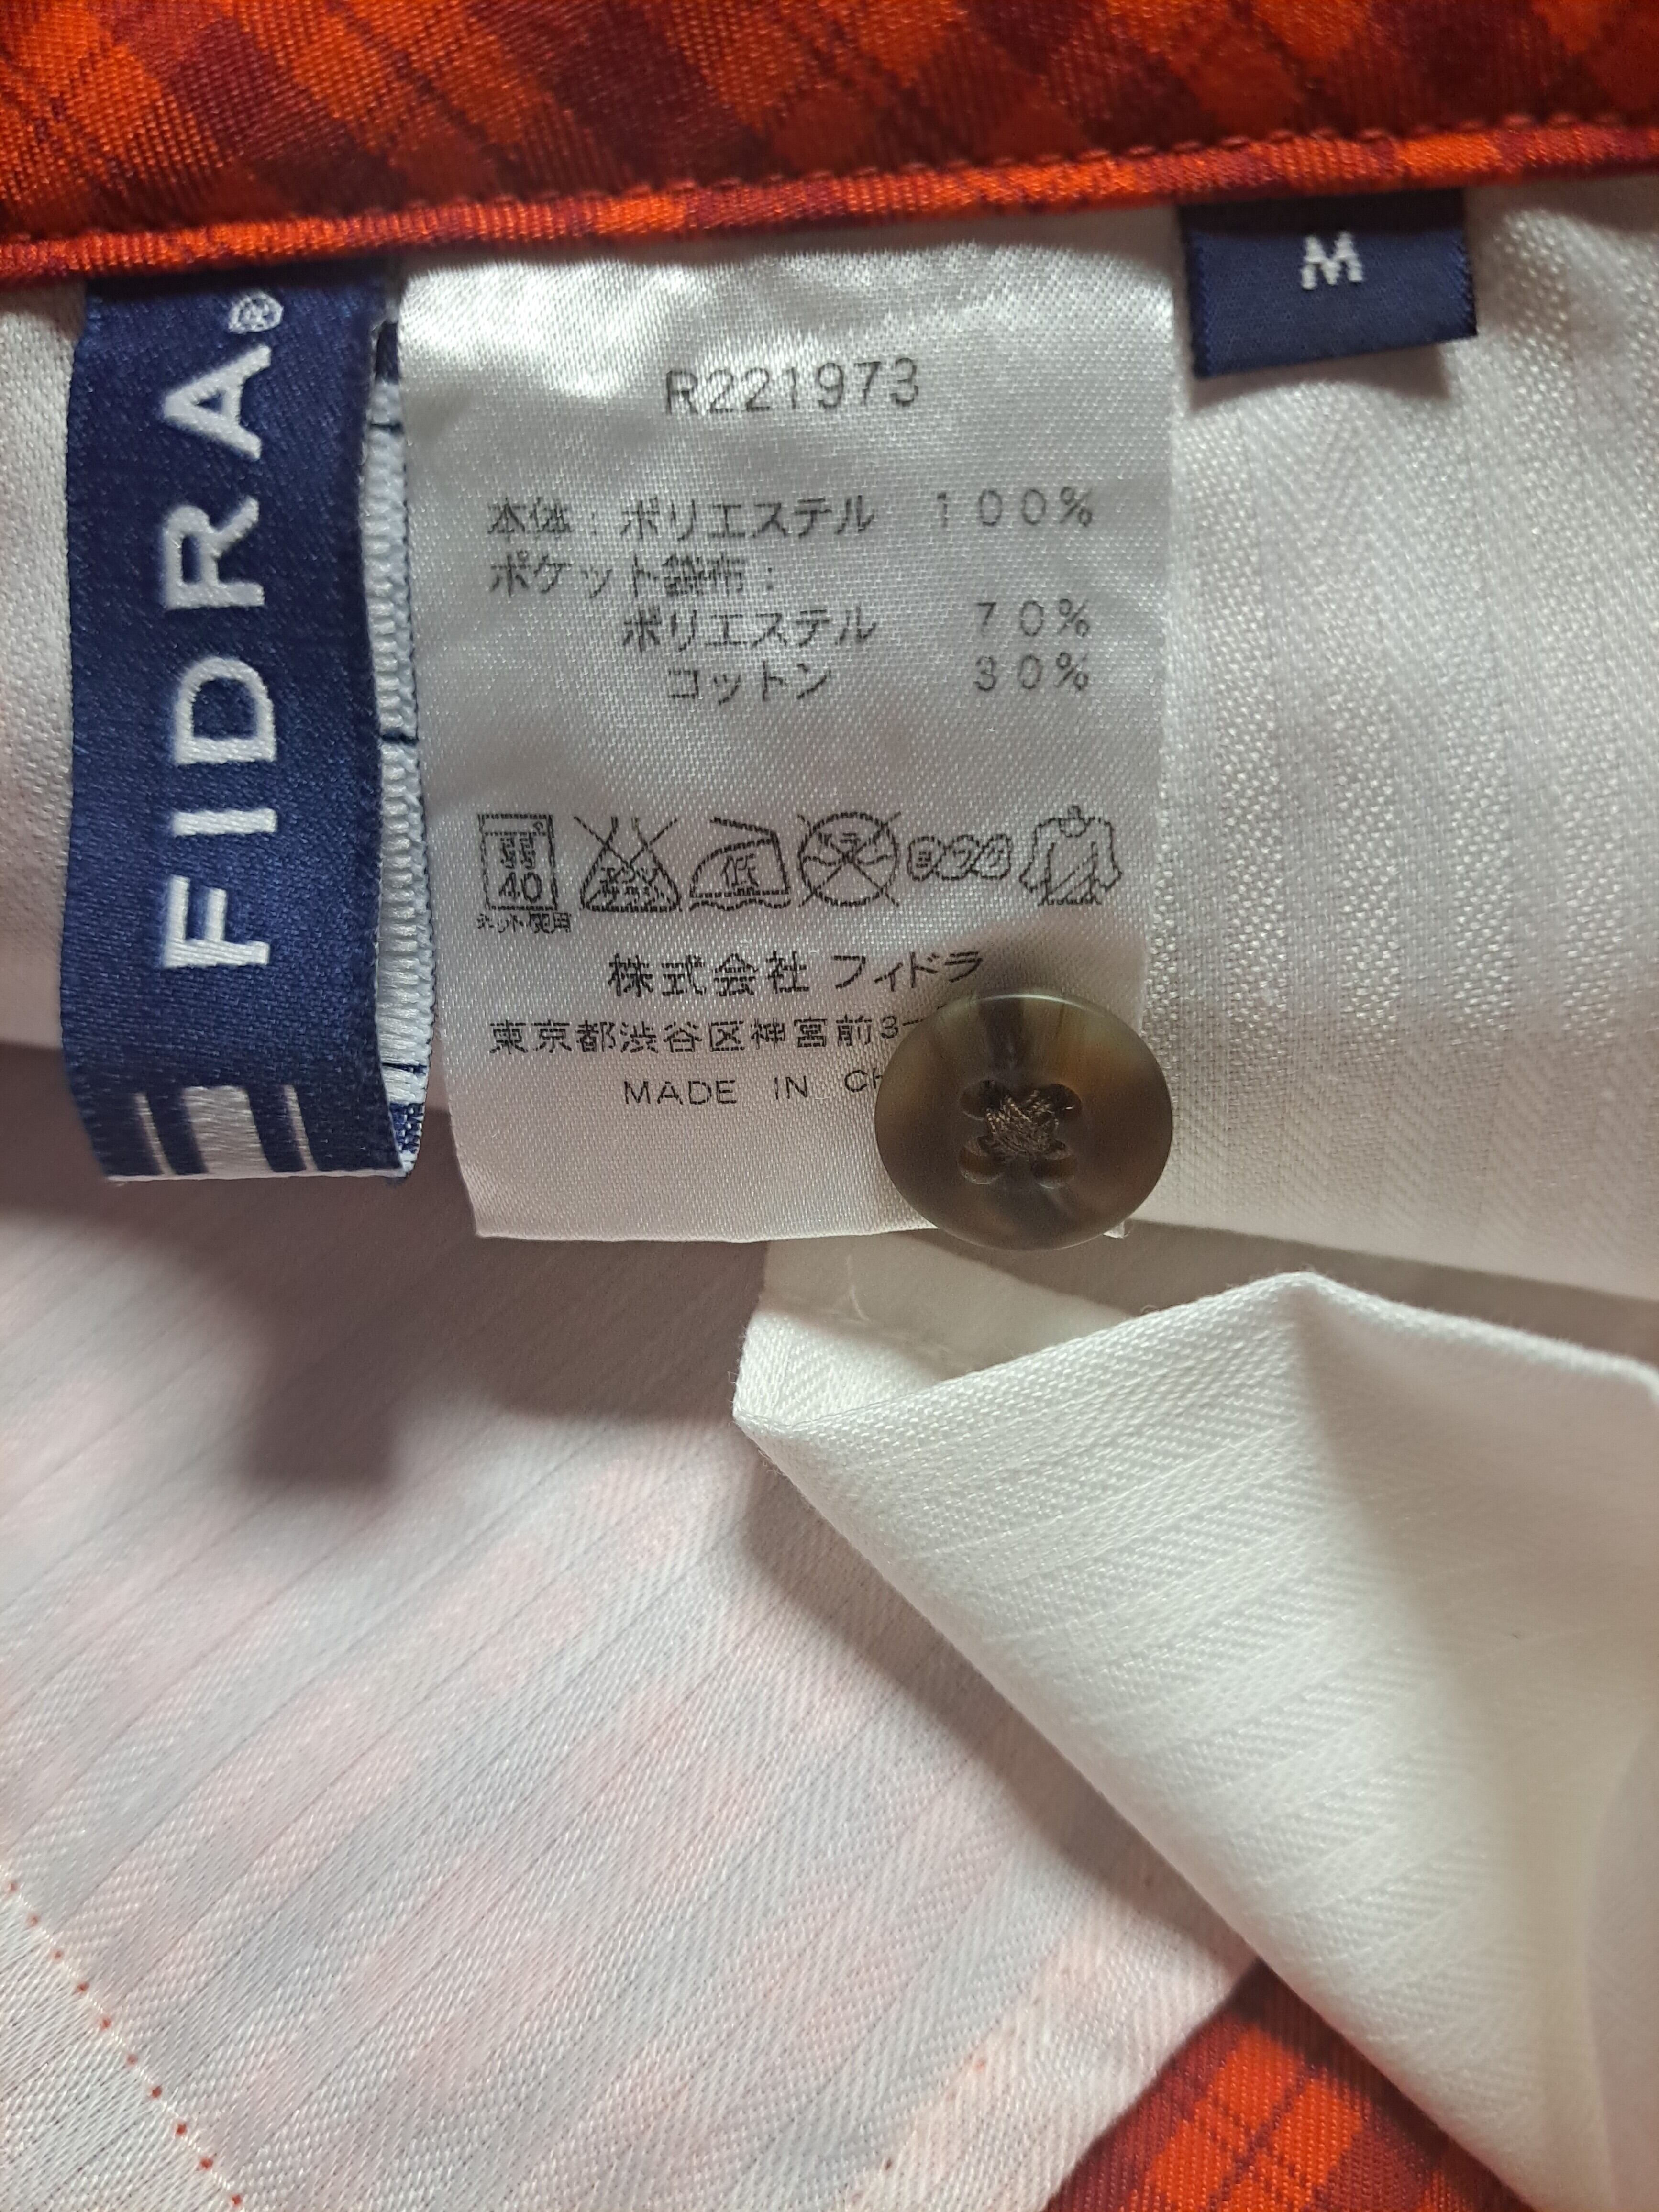 FIDRA®
M
R221973
本体：ポリエステル 100%
ポケット袋布：
ポリエステル 70%
コットン 30%
40
低
ネット使用
株式会社 フィドラ
東京都渋谷区神宮前3-
MADE IN CH